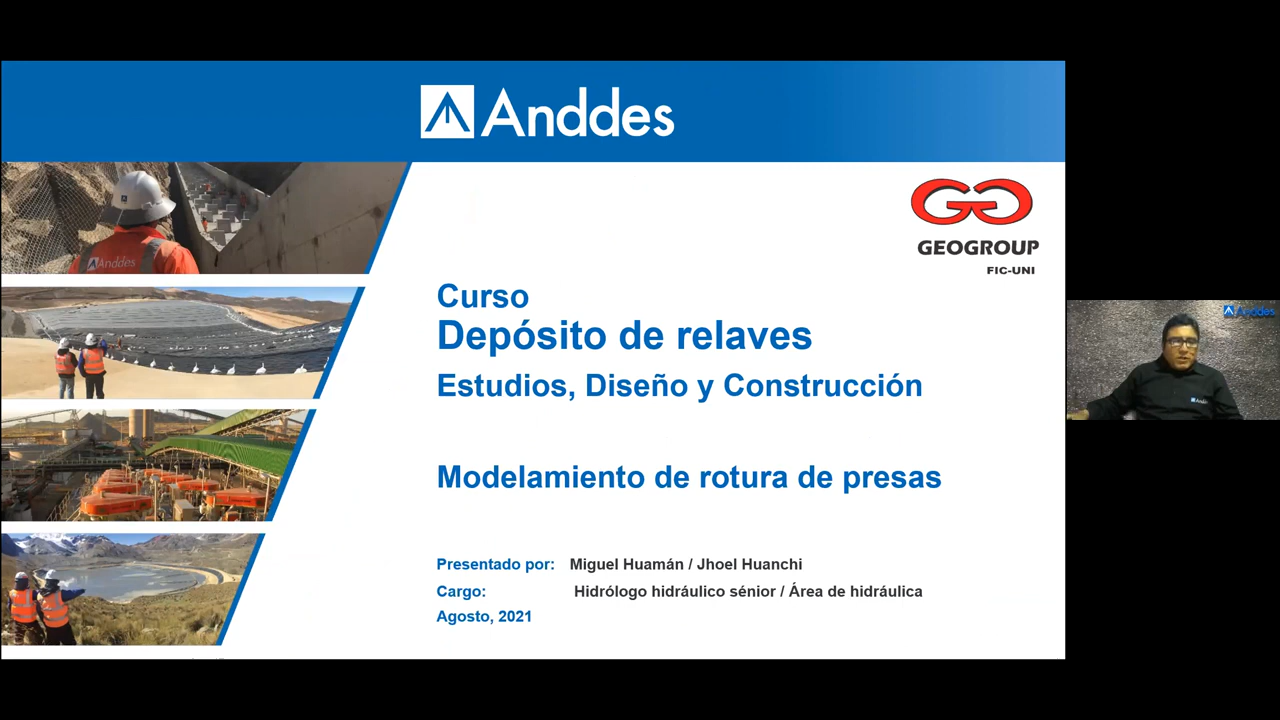 Anddes
GEOGROUP
FIC-UNI
Anddes
Curso
Depósito de relaves
Estudios, Diseño y Construcción
Modelamiento de rotura de presas
Presentado por: Miguel Huamán / Jhoel Huanchi
Cargo: Hidrólogo hidráulico sénior / Área de hidráulica
Agosto, 2021
Anddes
Anddes